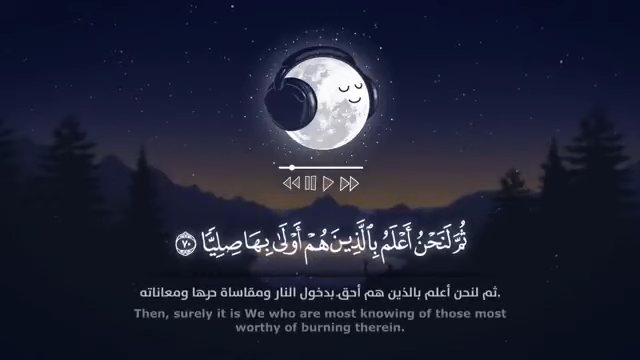 ثُمَّ لَنَحْنُ أَعْلَمُ بِالَّذِينَ هُمْ أَوْلَىٰ بِهَا صِلِيًّا ٧٠
ثم لنحن أعلم بالذين هم أحق بدخول النار ومقاساة حرها ومعاناته.
Then, surely it is We who are most knowing of those most
worthy of burning therein.